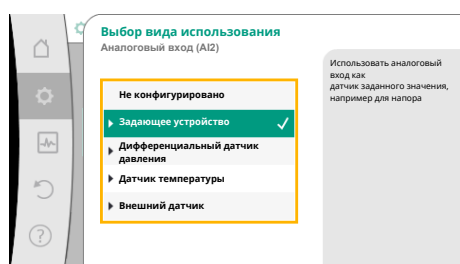 Выбор вида использования
Аналоговый вход (AI2)
Не конфигурировано
Задающее устройство
Дифференциальный датчик
давления
Датчик температуры
Внешний датчик
Использовать аналоговый
вход как
датчик заданного значения,
например для напора
?